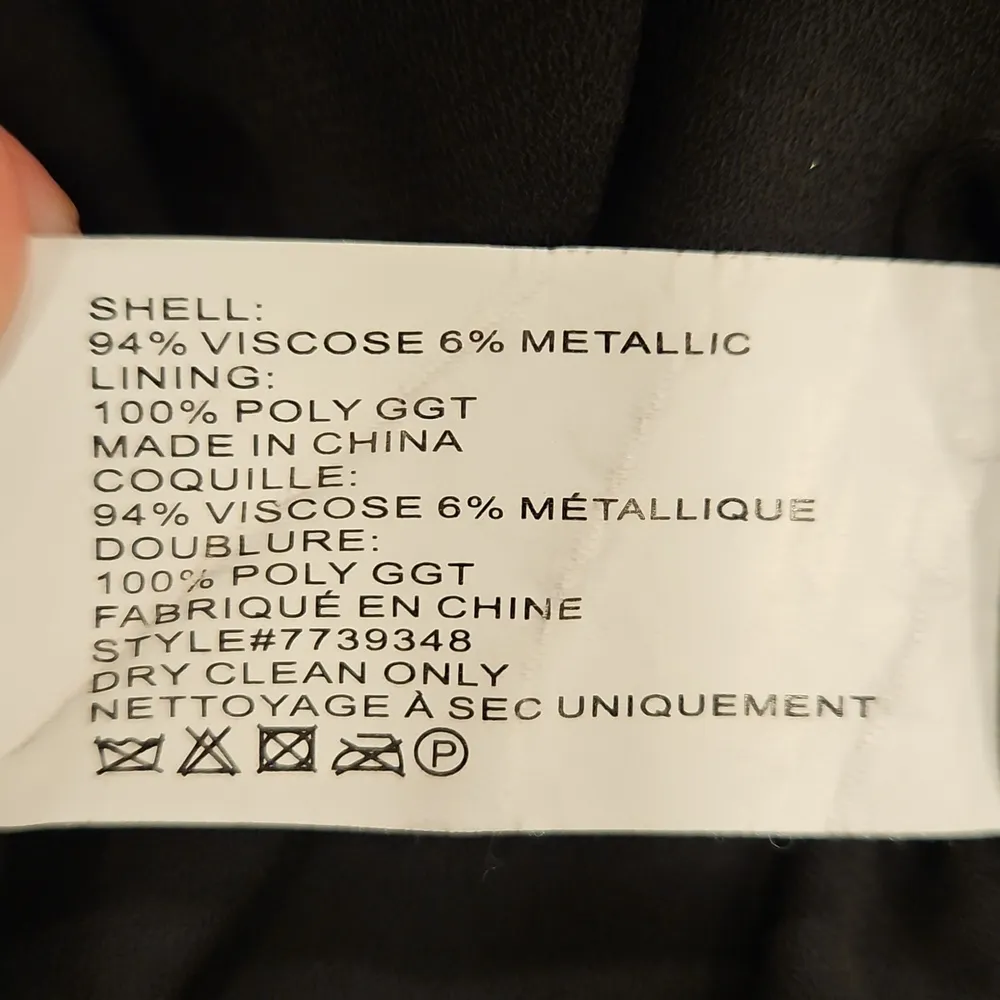 SHELL:
94% VISCOSE 6% METALLIC
LINING:
100% POLY GGT
MADE IN CHINA
COQUILLE:
94% VISCOSE 6% MÉTALLIQUE
DOUBLURE:
100% POLY GGT
FABRIQUÉ EN CHINE
STYLE#7739348
DRY CLEAN ONLY
NETTOYAGE À SEC UNIQUEMENT
P